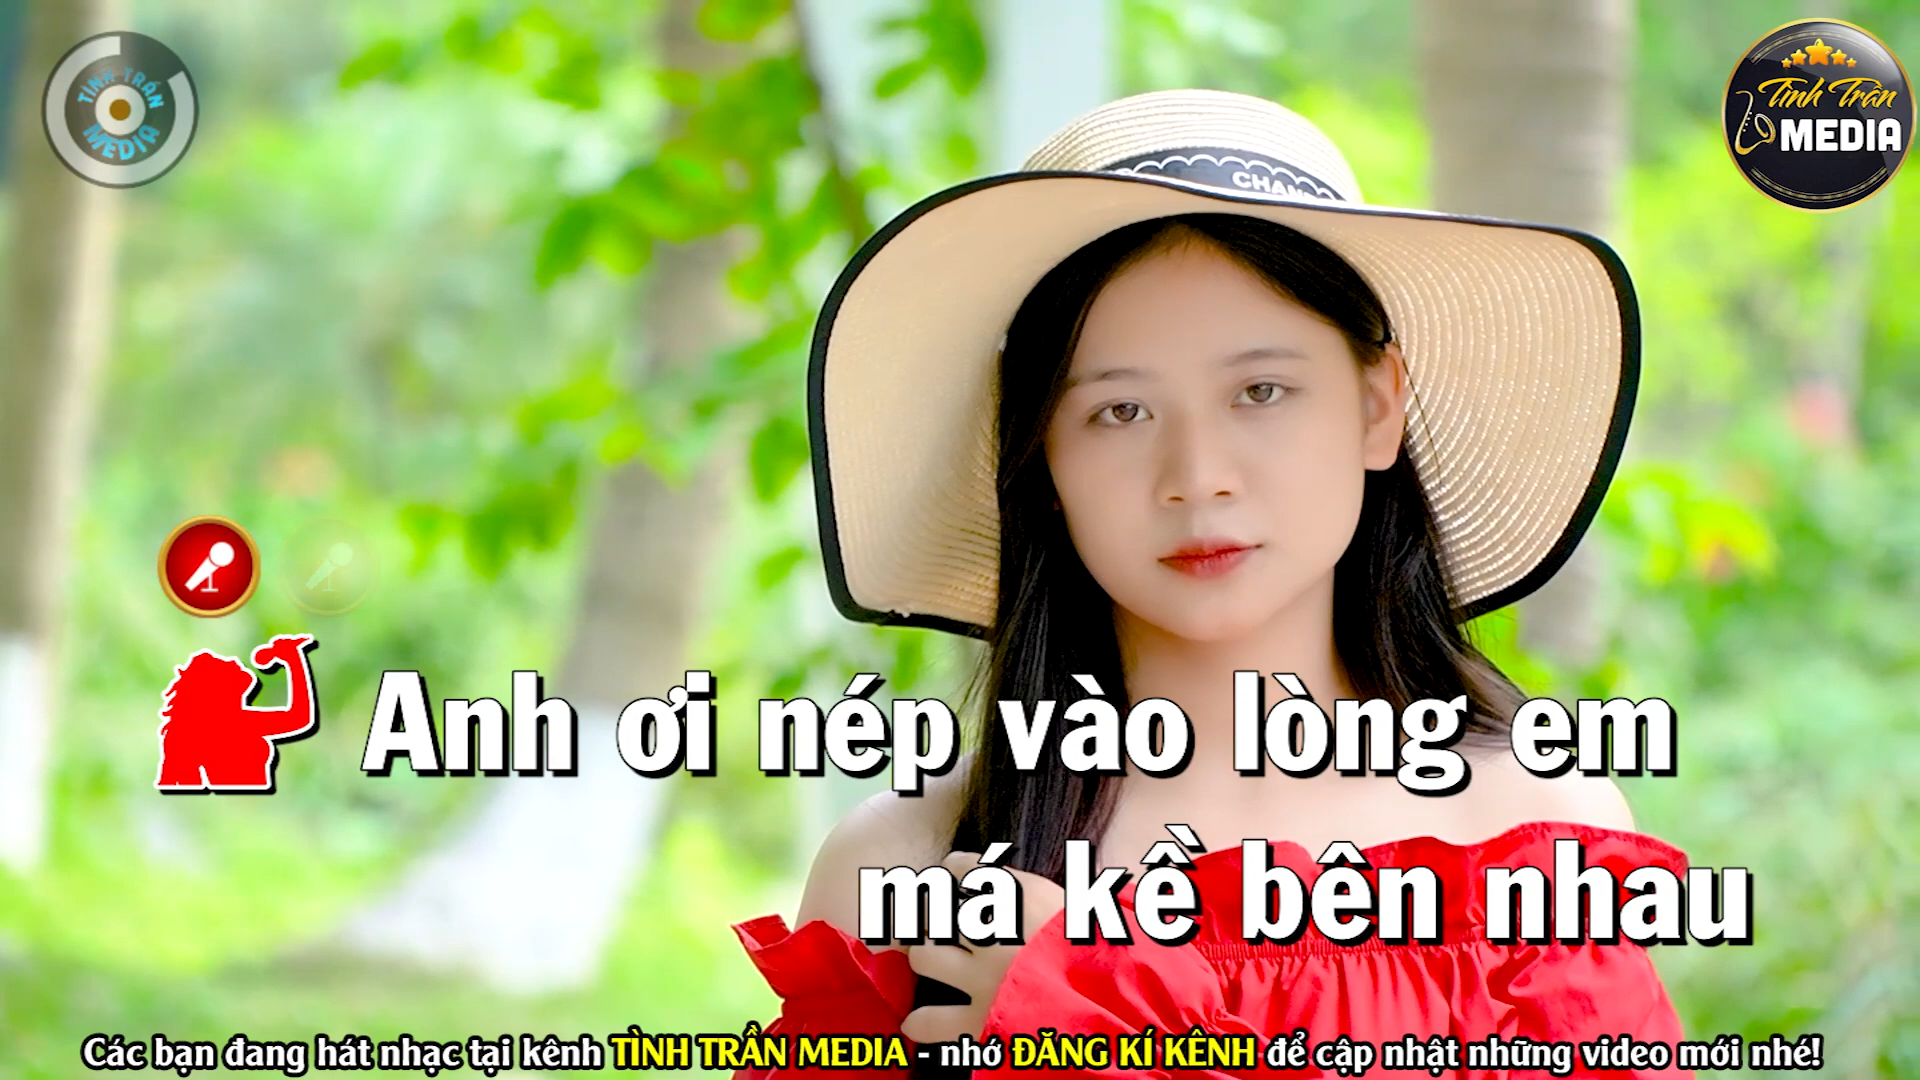 TÌNH TRẦN
MEDIA
Tình Trần
MEDIA
Anh ơi nép vào lòng em
má kề bên nhau
Các bạn đang hát nhạc tại kênh TÌNH TRẦN MEDIA - nhớ ĐĂNG KÍ KÊNH để cập nhật những video mới nhé!